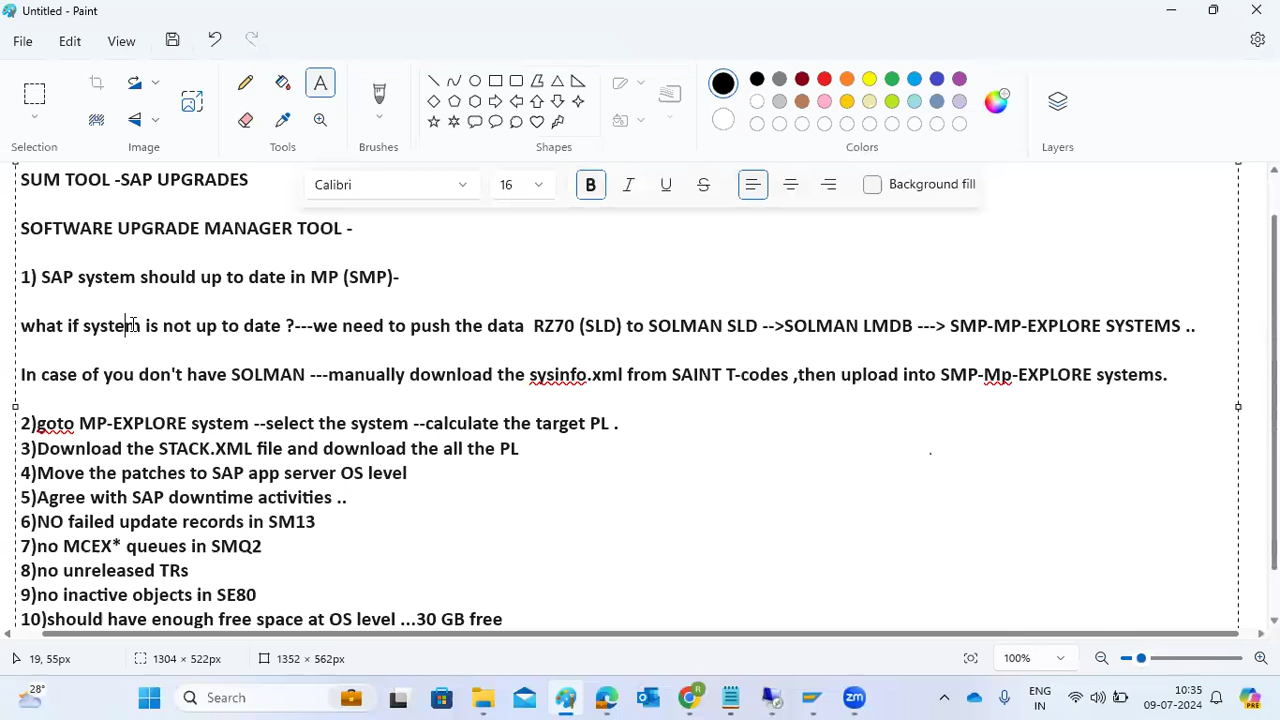 Untitled - Paint
File Edit View
Selection Image Tools Brushes Shapes Colors Layers
SUM TOOL -SAP UPGRADES
Calibri 16 B I U S Background fill
SOFTWARE UPGRADE MANAGER TOOL -
1) SAP system should up to date in MP (SMP)-
what if system is not up to date ?---we need to push the data RZ70 (SLD) to SOLMAN SLD -->SOLMAN LMDB ---> SMP-MP-EXPLORE SYSTEMS ..
In case of you don't have SOLMAN ---manually download the sysinfo.xml from SAINT T-codes ,then upload into SMP-Mp-EXPLORE systems.
2)goto MP-EXPLORE system --select the system --calculate the target PL .
3)Download the STACK.XML file and download the all the PL
4)Move the patches to SAP app server OS level
5)Agree with SAP downtime activities ..
6)NO failed update records in SM13
7)no MCEX* queues in SMQ2
8)no unreleased TRs
9)no inactive objects in SE80
10)should have enough free space at OS level ...30 GB free
19, 55px 1304 × 522px 1352 × 562px 100%
28° Search ENG IN 10:35 09-07-2024
zm
R
PRE